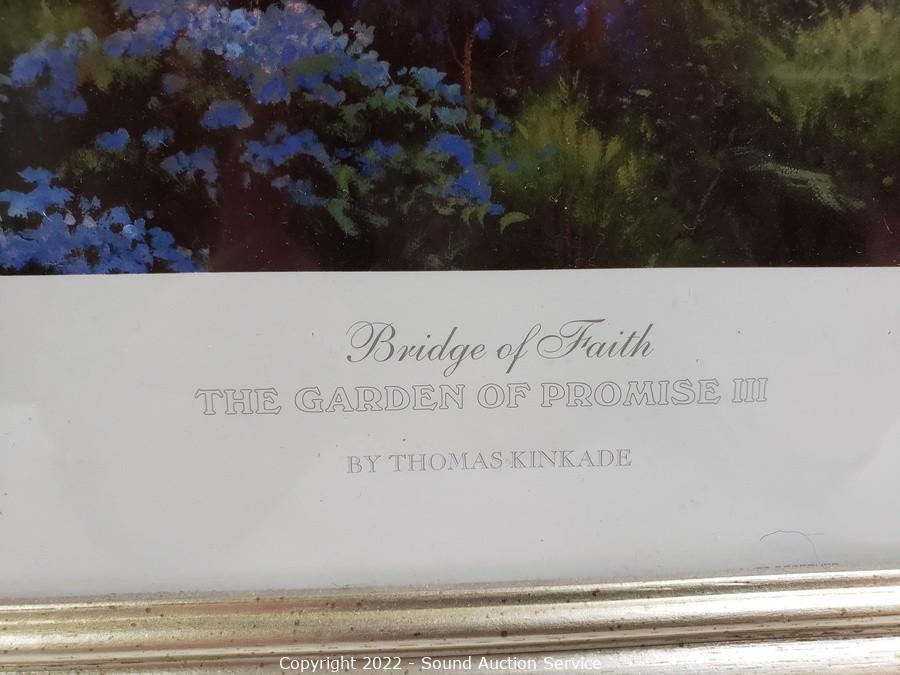 Bridge of Faith
THE GARDEN OF PROMISE III
BY THOMAS KINKADE
Copyright 2022 - Sound Auction Service